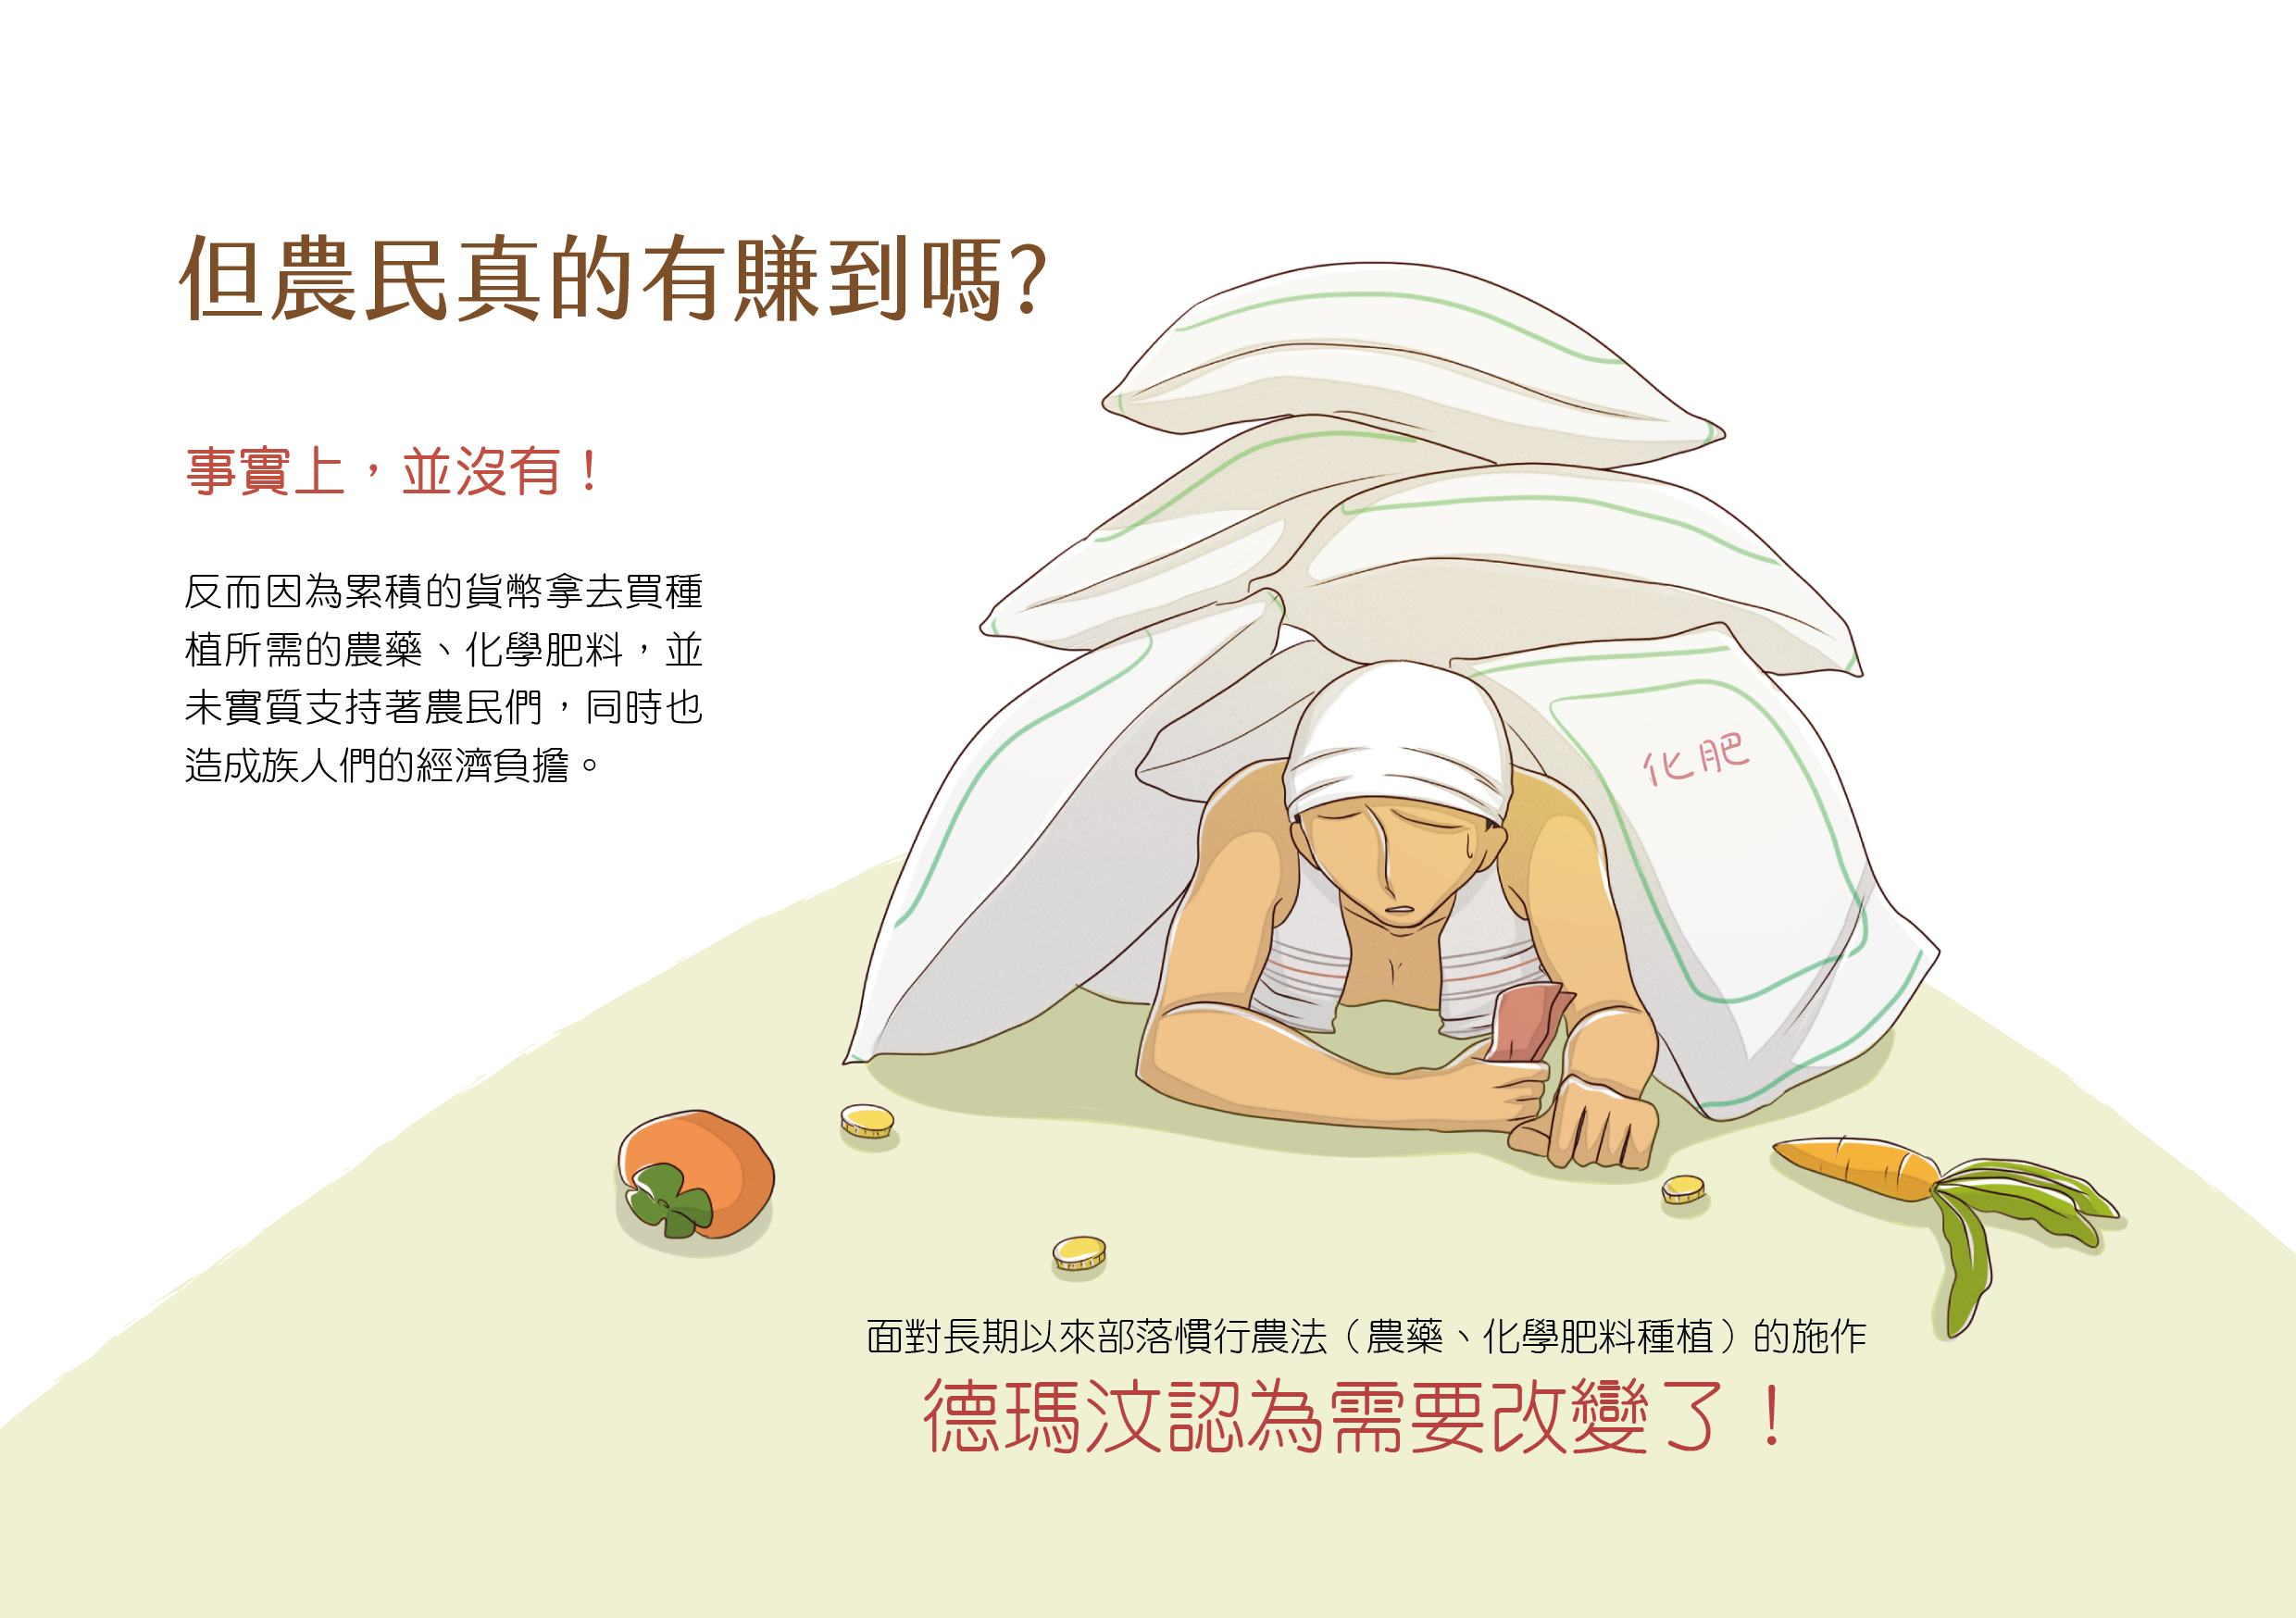 但農民真的有賺到嗎?
事實上，並沒有！
反而因為累積的貨幣拿去買種
植所需的農藥、化學肥料，並
未實質支持著農民們，同時也
造成族人們的經濟負擔。
化肥
面對長期以來部落慣行農法（農藥、化學肥料種植）的施作
德瑪汶認為需要改變了！